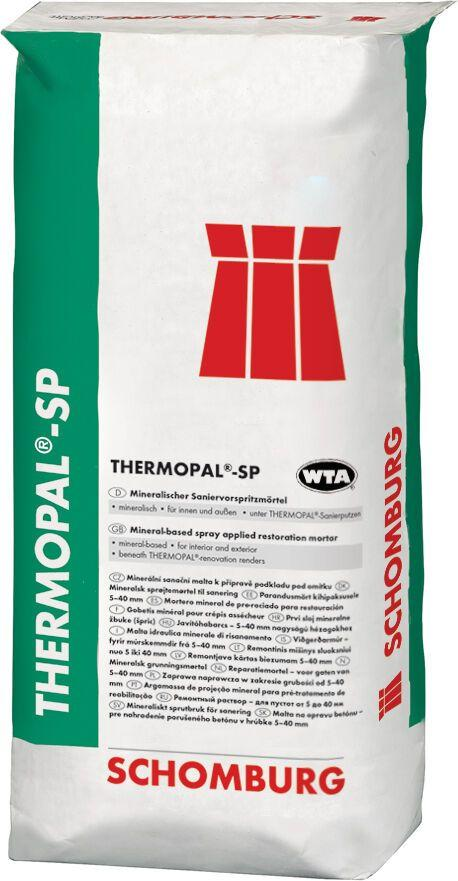 THERMOPAL®-SP
THERMOPAL®-SP
WTA®
D Mineralischer Saniervorspritzmörtel
• mineralisch • für innen und außen • unter THERMOPAL®-Sanierputzen
GB Mineral-based spray applied restoration mortar
• mineral-based • for interior and exterior
• beneath THERMOPAL®-renovation renders
CZ Minerální sanační malta k přípravě podkladu pod omítku DK
Mineralsk sprøjtemørtel til sanering EE Parandusmört kihipaksusele
5–40 mm ES Mortero mineral de pre-rociado para restauración
F Gobetis minéral pour crépis assécheur HR Prvi sloj mineralne
žbuke (špric) HU Javítóhabarcs – 5–40 mm nagyságú hézagokhoz
I Malta idraulica minerale di risanamento IS Viðgerðarmúr –
fyrir múrskemmdir frá 5–40 mm LT Remontinis mišinys sluoksniui
nuo 5 iki 40 mm LV Remontjava kārtas biezumam 5–40 mm N
Mineralsk grunningsmørtel NL Reparatiemortel – voor gaten van
5–40 mm PL Zaprawa naprawcza w zakresie grubości od 5–40
mm PT Argamassa de projeção mineral para pré-tratamento de
reabilitação RU Ремонтный раствор – для пустот от 5 до 40 мм
SV Mineraliskt sprutbruk för sanering SK Malta na opravu betónu –
pre nahradenie porušeného betónu v hrúbke 5–40 mm
SCHOMBURG
SCHOMBURG